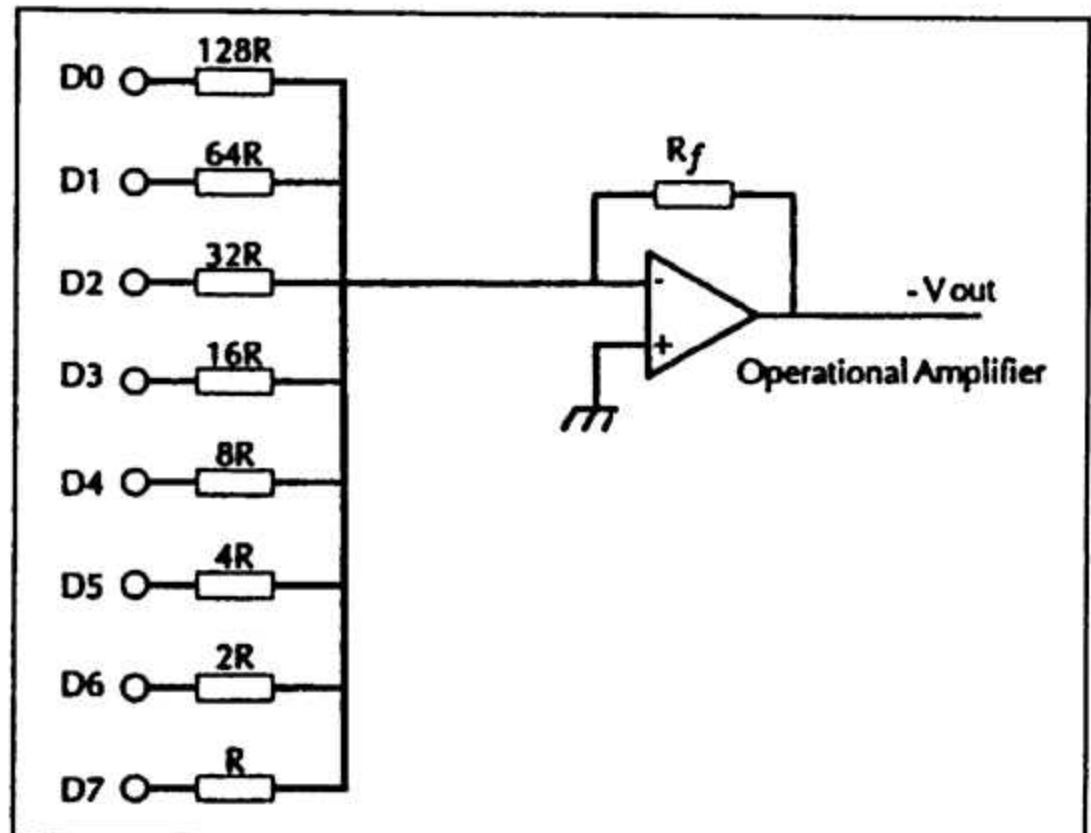 128R
D0
64R
D1
Rf
32R
D2
-
- Vout
16R
+
D3
Operational Amplifier
8R
D4
4R
D5
2R
D6
R
D7